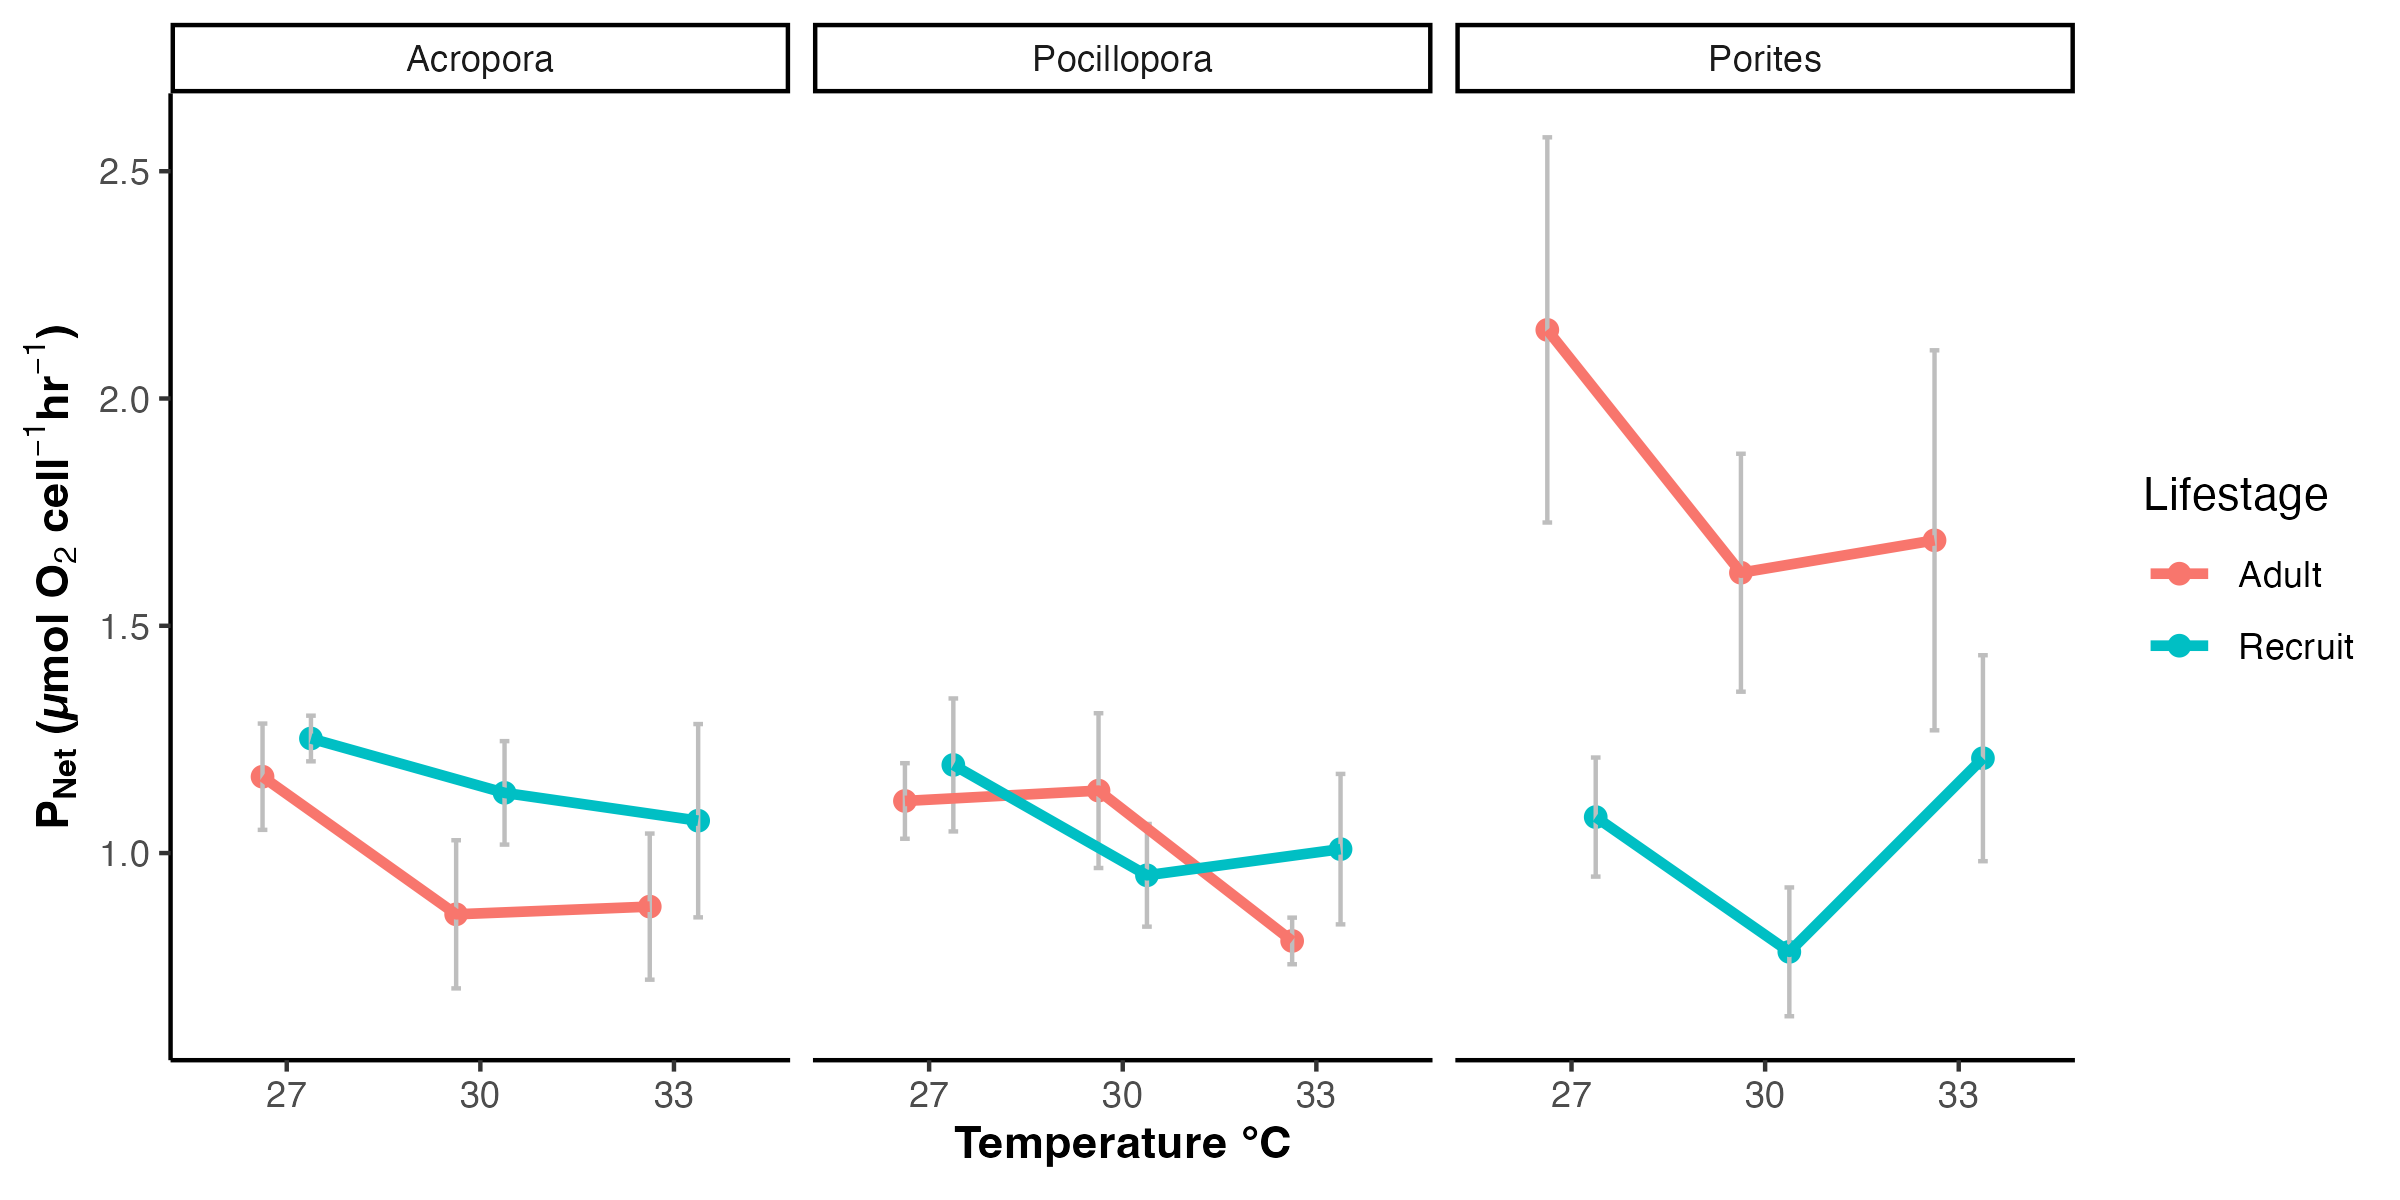 Acropora Pocillopora Porites
2.5
2.0
1.5
1.0
P_Net (μmol O₂ cell⁻¹hr⁻¹)
27 30 33 27 30 33 27 30 33
Temperature °C
Lifestage
Adult
Recruit